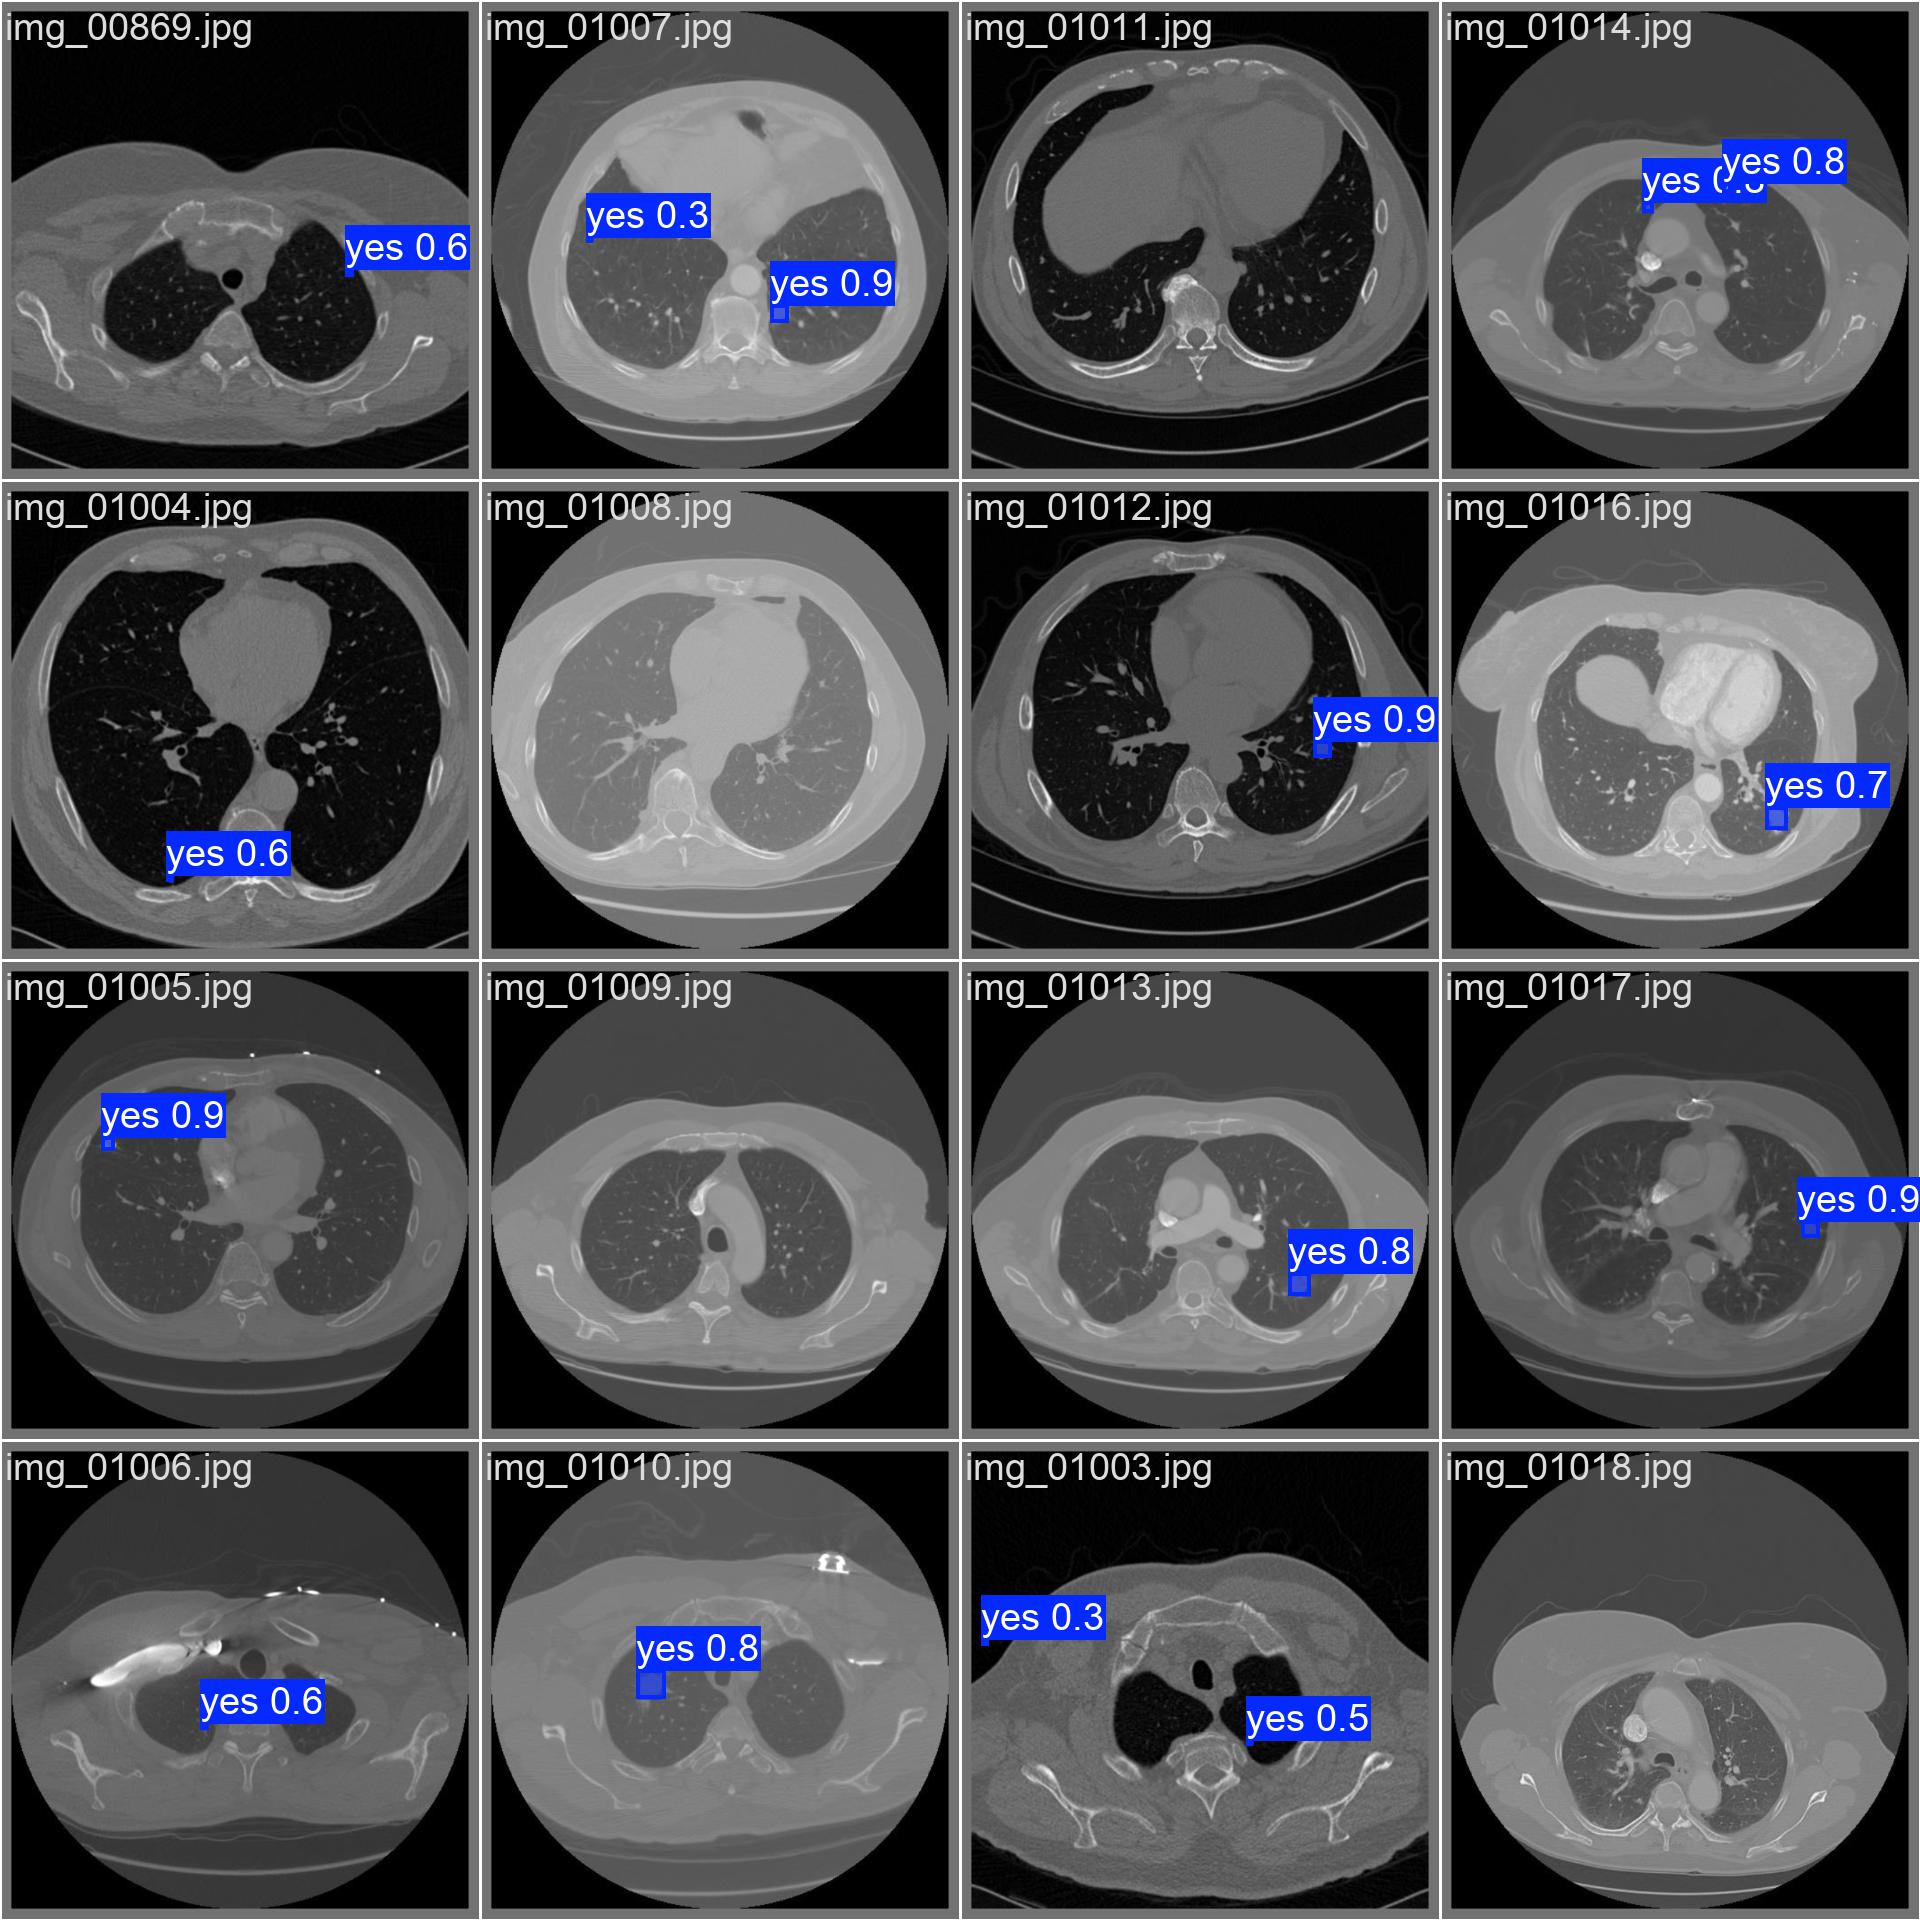 img_00869.jpg
yes 0.6
img_01007.jpg
yes 0.3
yes 0.9
img_01011.jpg
img_01014.jpg
yes 0.8
yes
img_01004.jpg
yes 0.6
img_01008.jpg
img_01012.jpg
yes 0.9
img_01016.jpg
yes 0.7
img_01005.jpg
yes 0.9
img_01009.jpg
img_01013.jpg
yes 0.8
img_01017.jpg
yes 0.9
img_01006.jpg
yes 0.6
img_01010.jpg
yes 0.8
img_01003.jpg
yes 0.3
yes 0.5
img_01018.jpg